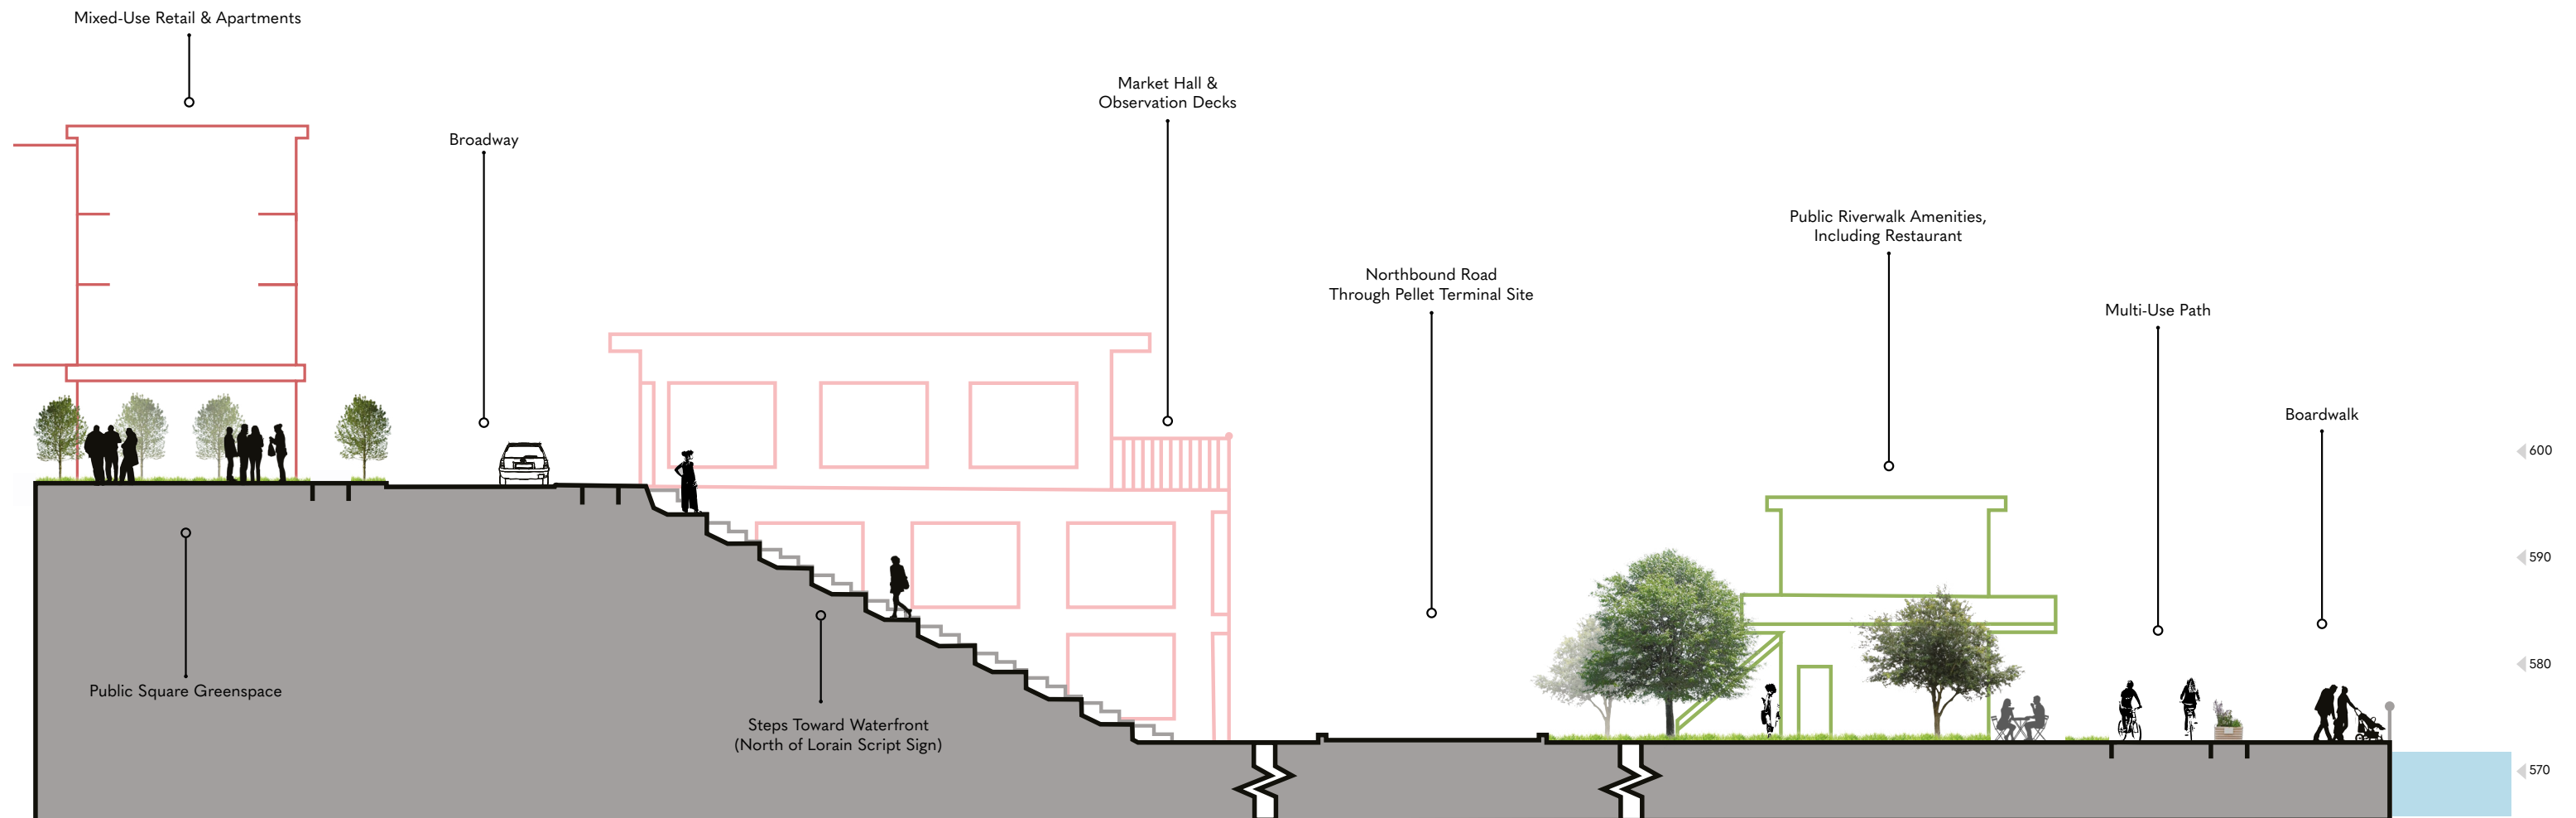 Mixed-Use Retail & Apartments
Broadway
Market Hall &
Observation Decks
Northbound Road
Through Pellet Terminal Site
Public Riverwalk Amenities,
Including Restaurant
Multi-Use Path
Boardwalk
Public Square Greenspace
Steps Toward Waterfront
(North of Lorain Script Sign)
600
590
580
570